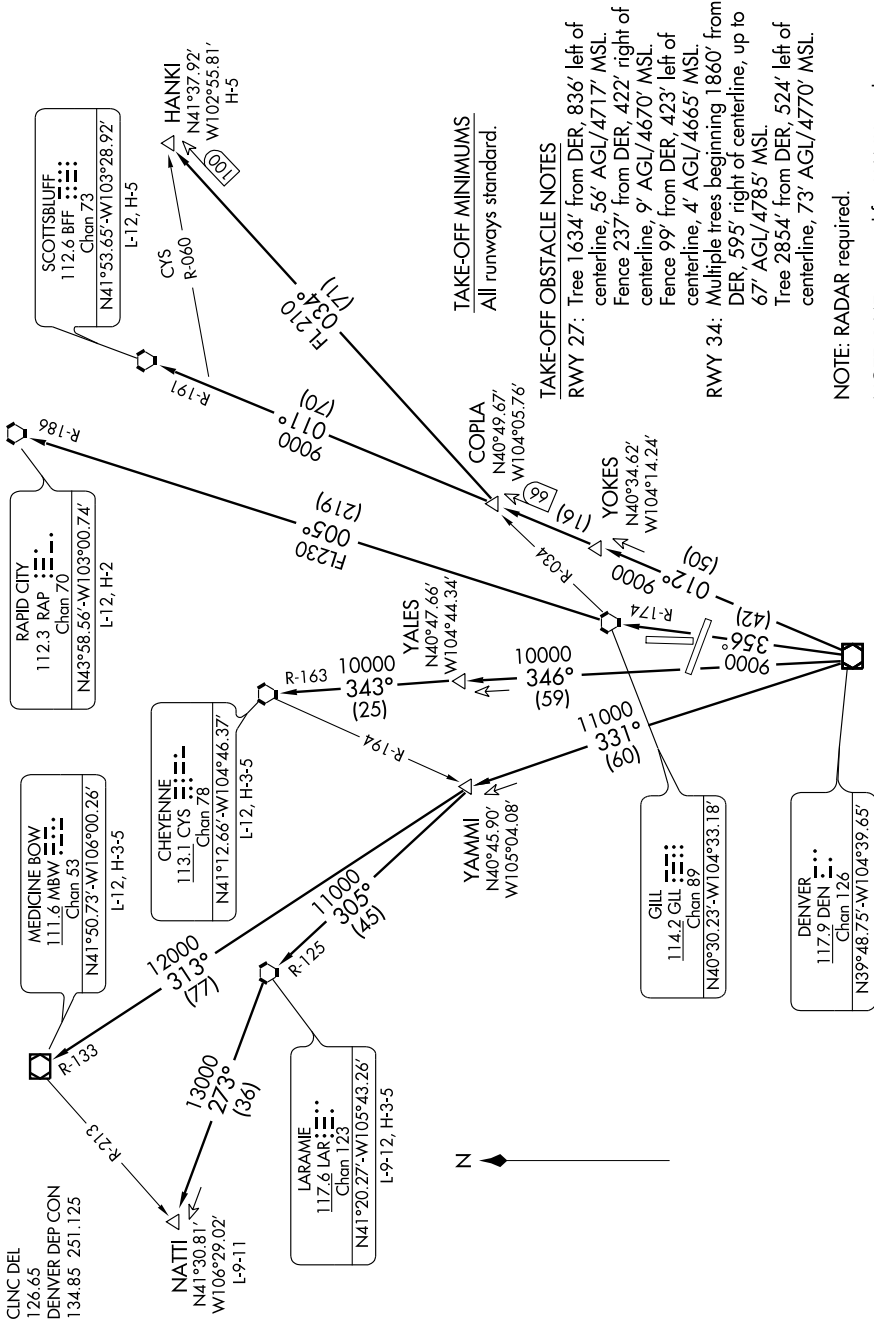 CLNC DEL
126.65
DENVER DEP CON
134.85 251.125
SCOTTSBLUFF
112.6 BFF
Chan 73
N41°53.65'-W103°28.92'
L-12, H-5
HANKI
N41°37.92'
W102°55.81'
H-5
100
CYS
R-060
R-191
FL210
034°
(71)
9000
011°
(70)
RAPID CITY
112.3 RAP
Chan 70
N43°58.56'-W103°00.74'
L-12, H-2
R-186
FL230
005°
(219)
COPLA
N40°49.67'
W104°05.76'
66
(16)
YOKES
N40°34.62'
W104°14.24'
R-034
9000
012°
(50)
(42)
R-174
9000
356°
MEDICINE BOW
111.6 MBW
Chan 53
N41°50.73'-W106°00.26'
L-12, H-3-5
R-133
R-213
CHEYENNE
113.1 CYS
Chan 78
N41°12.66'-W104°46.37'
L-12, H-3-5
R-163
R-194
10000
343°
(25)
YALES
N40°47.66'
W104°44.34'
10000
346°
(59)
11000
331°
(60)
YAMMI
N40°45.90'
W105°04.08'
12000
313°
(77)
11000
305°
(45)
R-125
13000
273°
(36)
NATTI
N41°30.81'
W106°29.02'
L-9-11
LARAMIE
117.6 LAR
Chan 123
N41°20.27'-W105°43.26'
L-9-12, H-3-5
N
GILL
114.2 GLL
Chan 89
N40°30.23'-W104°33.18'
DENVER
117.9 DEN
Chan 126
N39°48.75'-W104°39.65'
TAKE-OFF MINIMUMS
All runways standard.
TAKE-OFF OBSTACLE NOTES
RWY 27: Tree 1634' from DER, 836' left of
centerline, 56' AGL/4717' MSL.
Fence 237' from DER, 422' right of
centerline, 9' AGL/4670' MSL.
Fence 99' from DER, 423' left of
centerline, 4' AGL/4665' MSL.
RWY 34: Multiple trees beginning 1860' from
DER, 595' right of centerline, up to
67' AGL/4785' MSL.
Tree 2854' from DER, 524' left of
centerline, 73' AGL/4770' MSL.
NOTE: RADAR required.